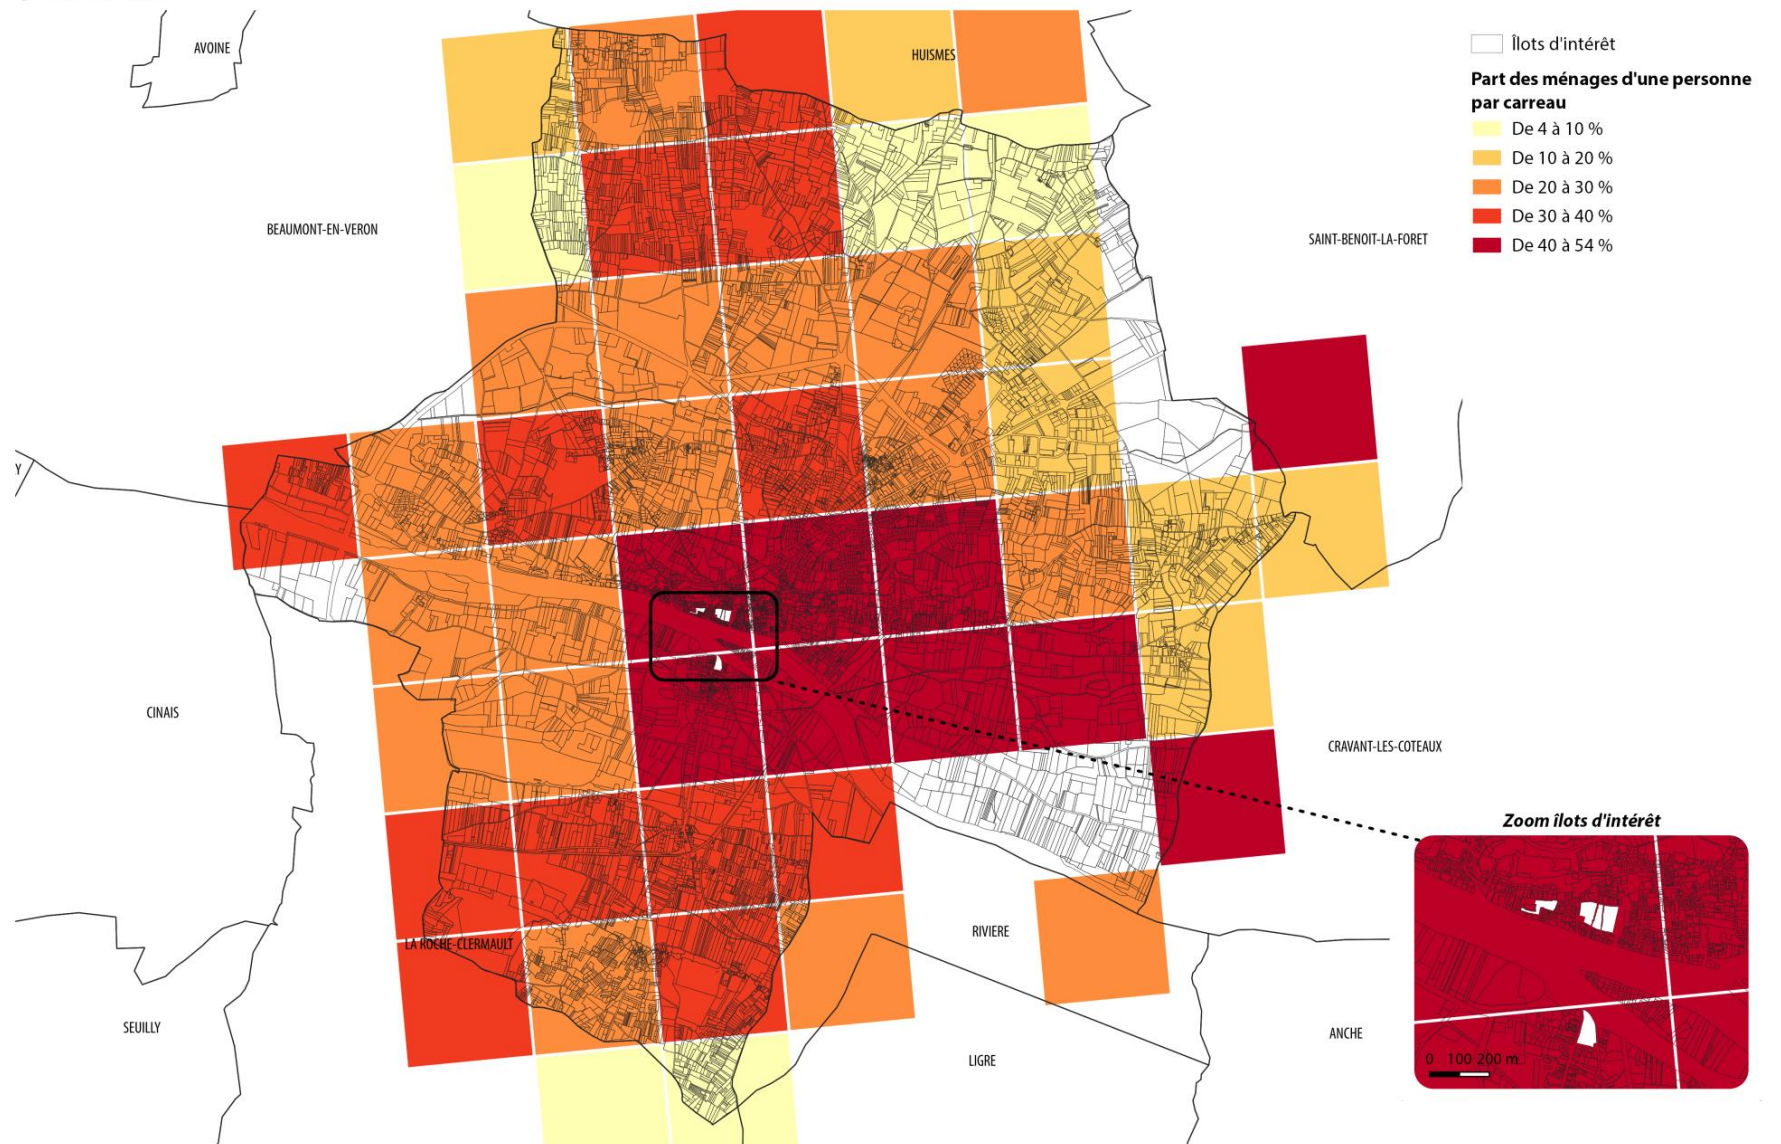 AVOINE
HUISMES
BEAUMONT-EN-VERON
SAINT-BENOIT-LA-FORET
Y
CINAIS
CRAVANT-LES-COTEAUX
LA ROCHE-CLERMAULT
RIVIERE
SEUILLY
LIGRE
ANCHE
Îlots d'intérêt
Part des ménages d'une personne
par carreau
De 4 à 10 %
De 10 à 20 %
De 20 à 30 %
De 30 à 40 %
De 40 à 54 %
Zoom îlots d'intérêt
0 100 200 m